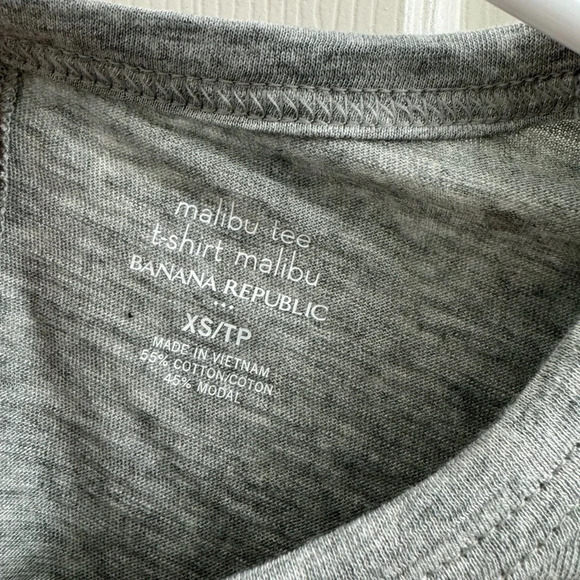 malibu tee
t-shirt malibu
BANANA REPUBLIC
...
XS/TP
MADE IN VIETNAM
55% COTTON/COTON
45% MODAL